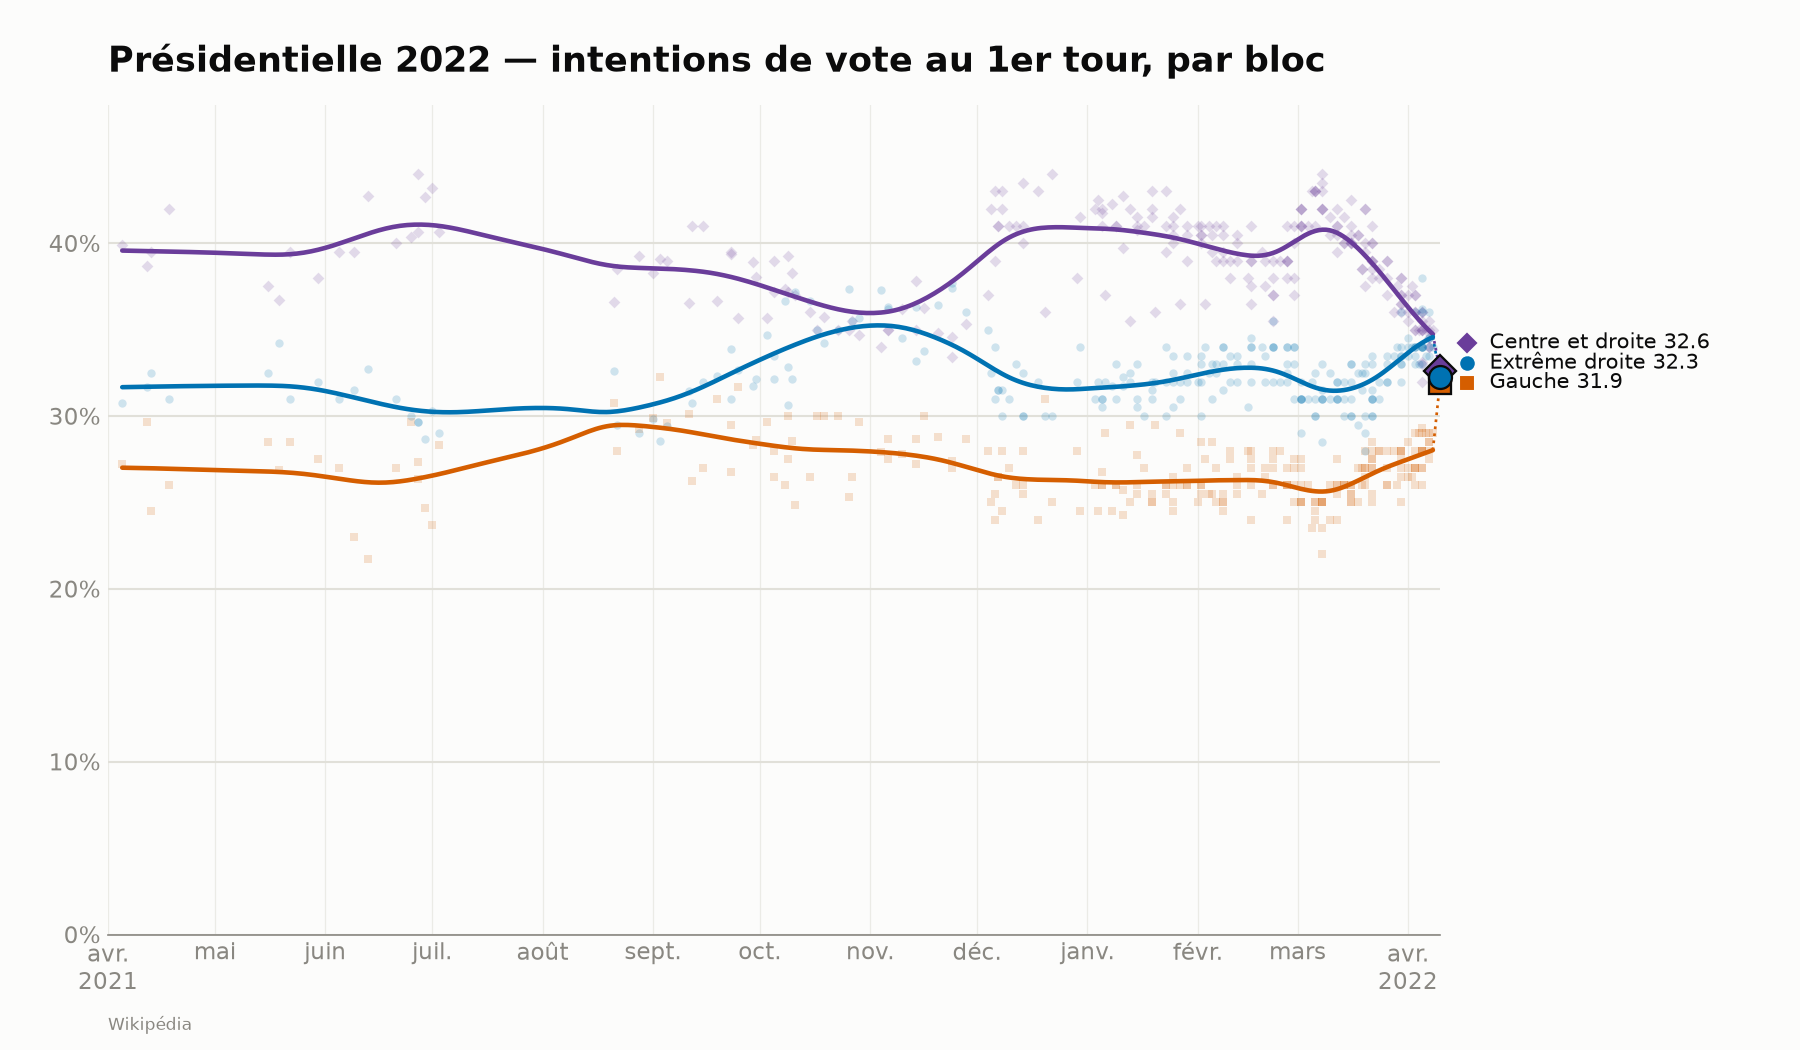 Présidentielle 2022 — intentions de vote au 1er tour, par bloc
40%
30%
20%
10%
0%
Centre et droite 32.6
Extrême droite 32.3
Gauche 31.9
avr. mai juin juil. août sept. oct. nov. déc. janv. févr. mars avr.
2021 2022
Wikipédia